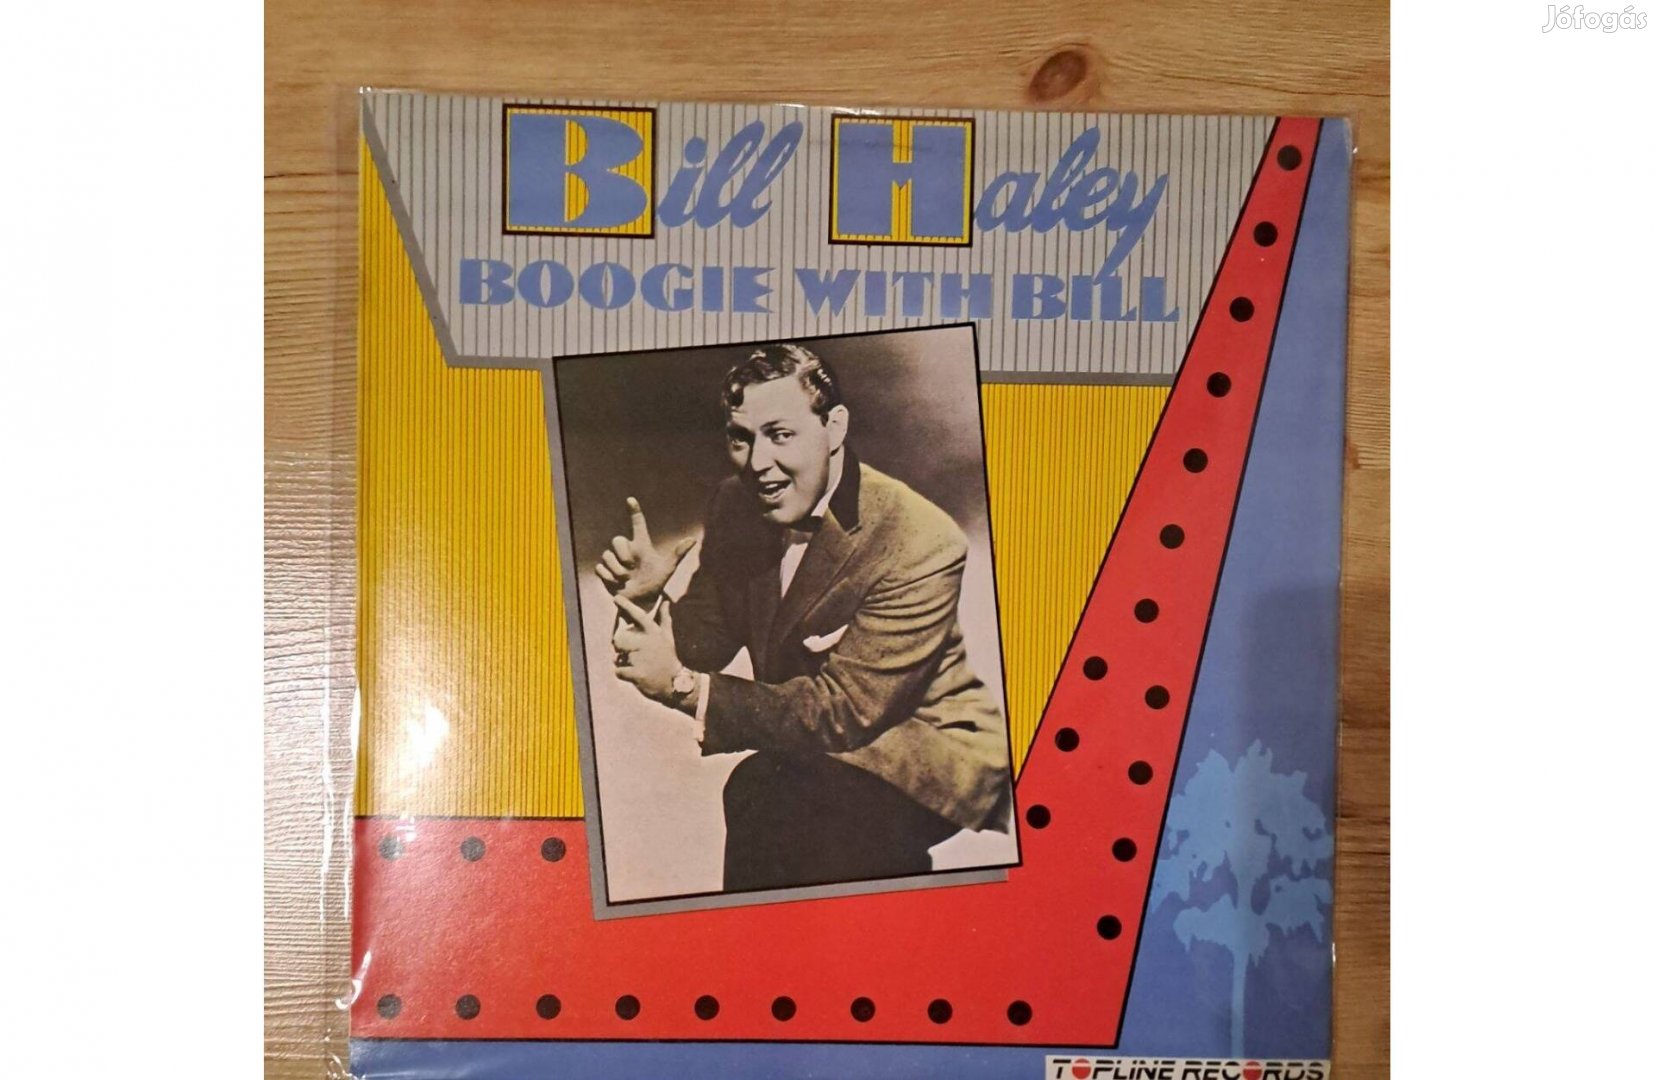 Jófogás
Bill Haley
BOOGIE WITH BILL
TOPLINE RECORDS